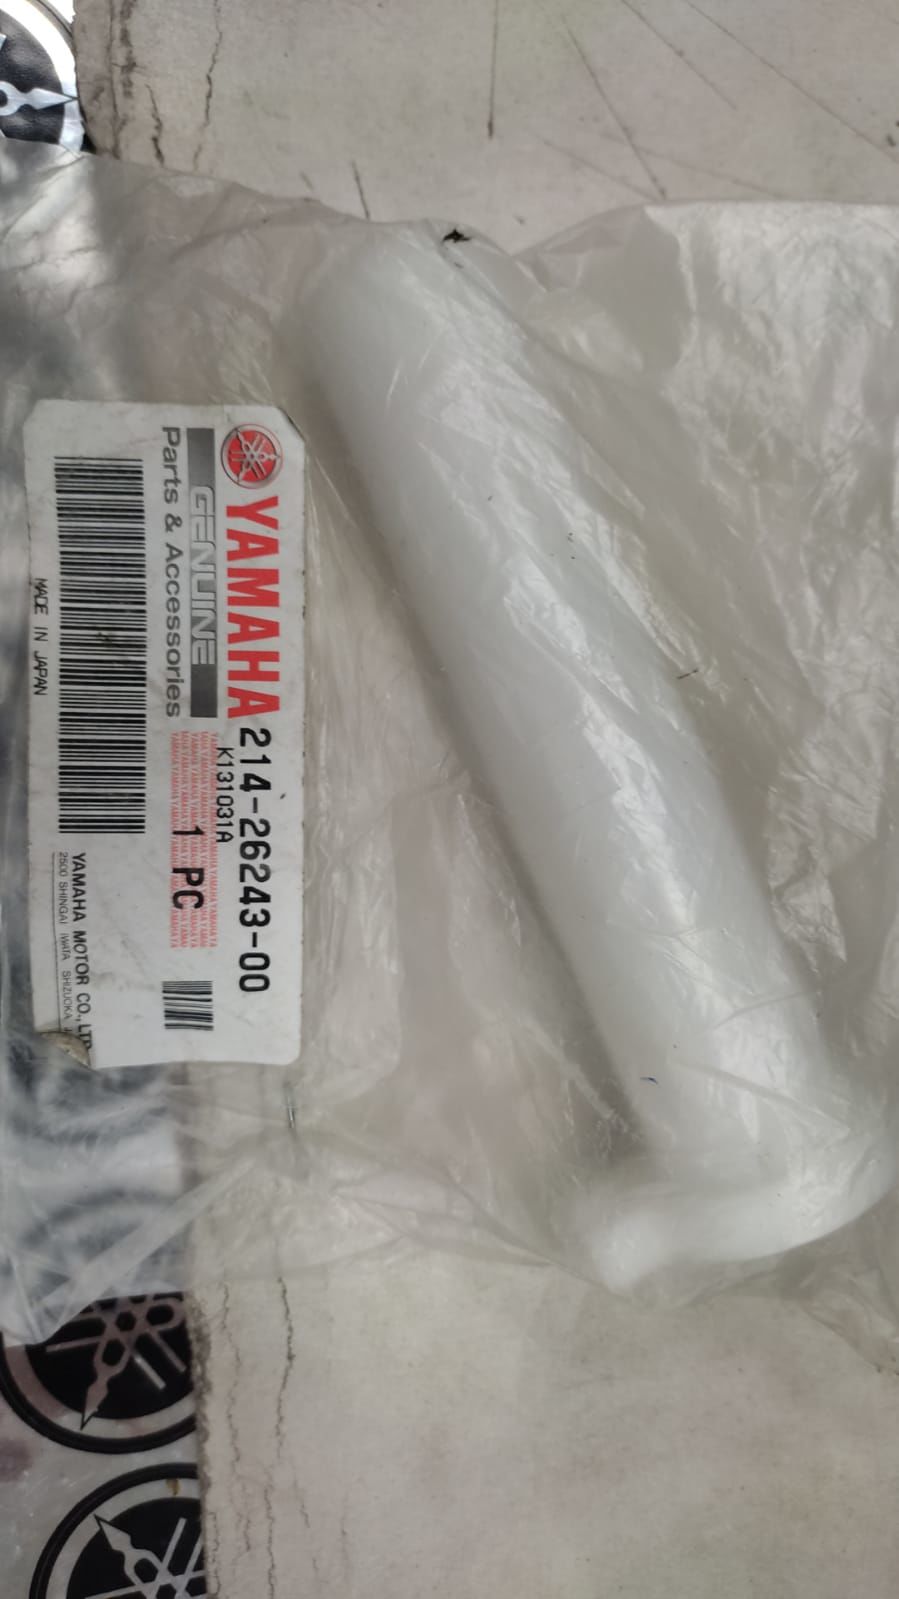 YAMAHA
214-26243-00
K131031A
GENUINE
Parts & Accessories
1 PC
MADE IN JAPAN
YAMAHA MOTOR CO., LTD
2500 SHINGAI IWATA SHIZUOKA J